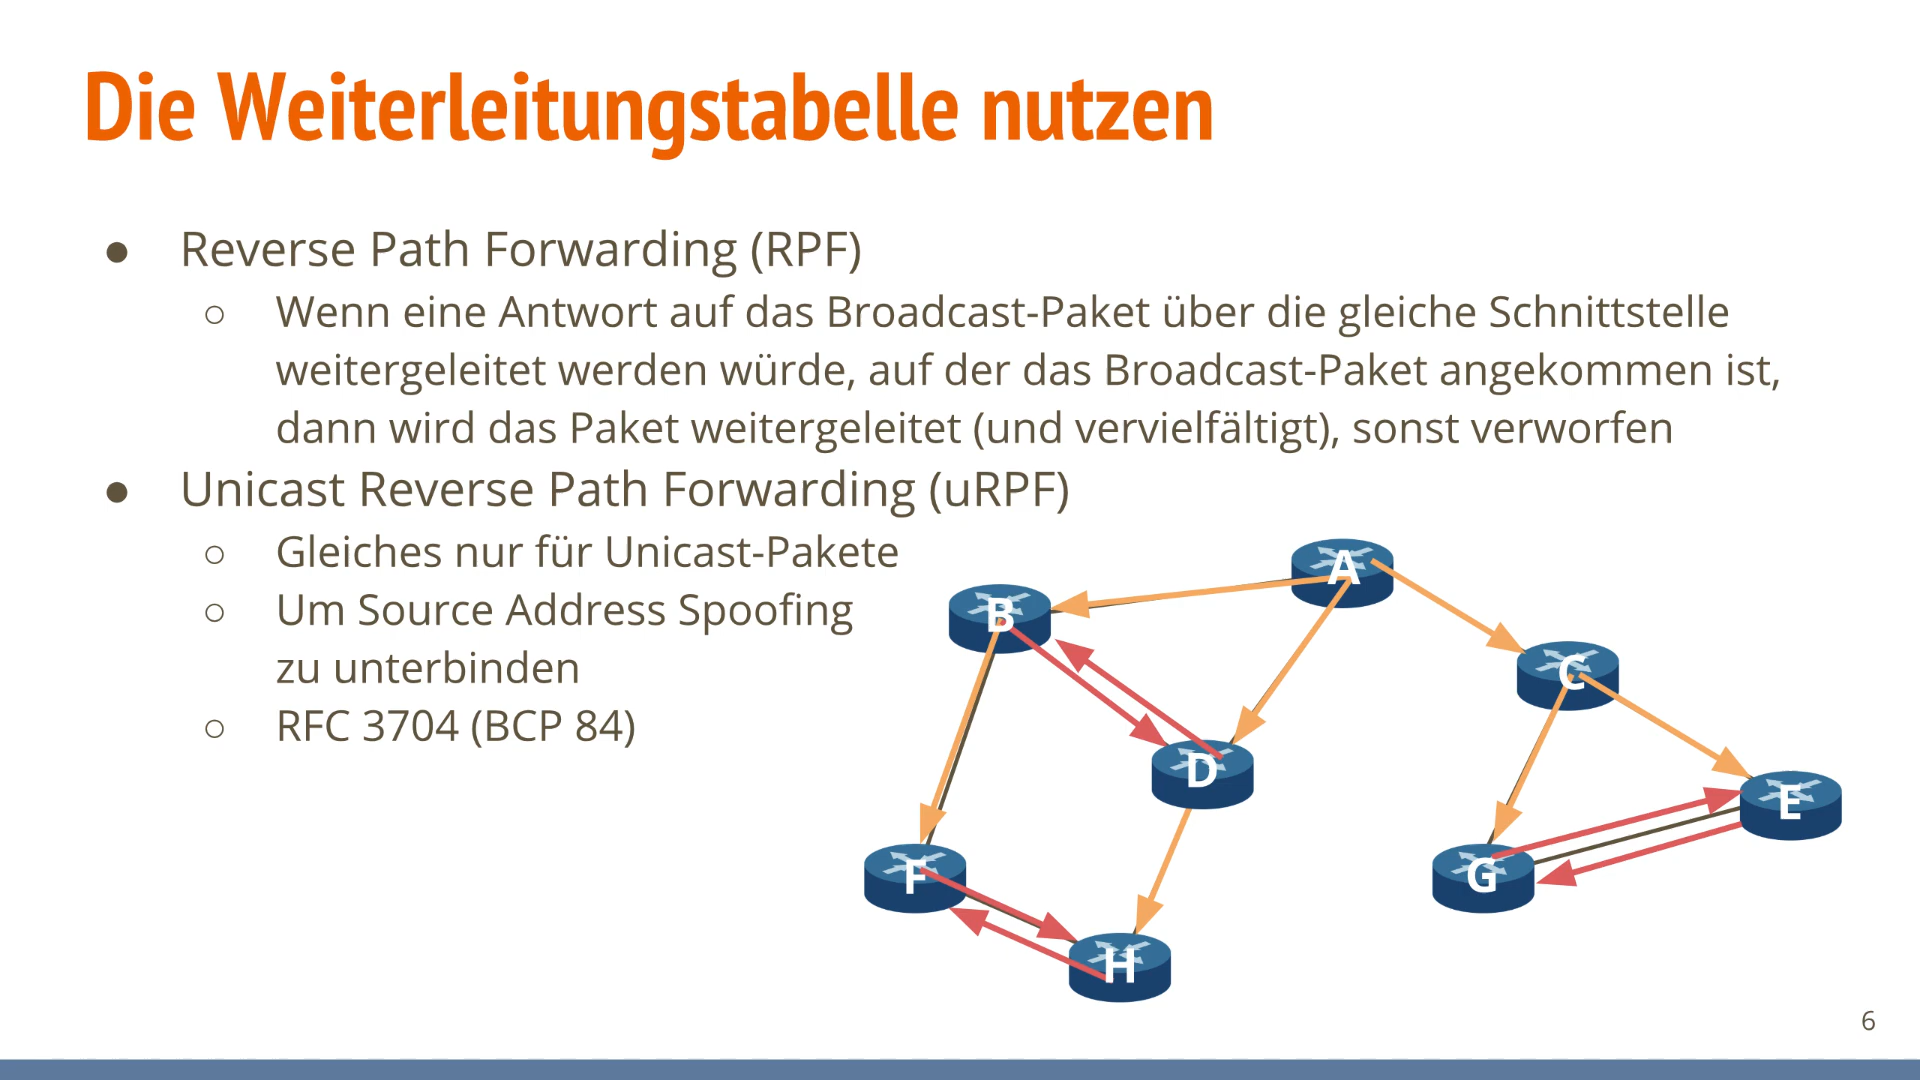 Die Weiterleitungstabelle nutzen
● Reverse Path Forwarding (RPF)
○ Wenn eine Antwort auf das Broadcast-Paket über die gleiche Schnittstelle
weitergeleitet werden würde, auf der das Broadcast-Paket angekommen ist,
dann wird das Paket weitergeleitet (und vervielfältigt), sonst verworfen
● Unicast Reverse Path Forwarding (uRPF)
○ Gleiches nur für Unicast-Pakete
○ Um Source Address Spoofing
zu unterbinden
○ RFC 3704 (BCP 84)
A
B
C
D
E
F
G
H
6